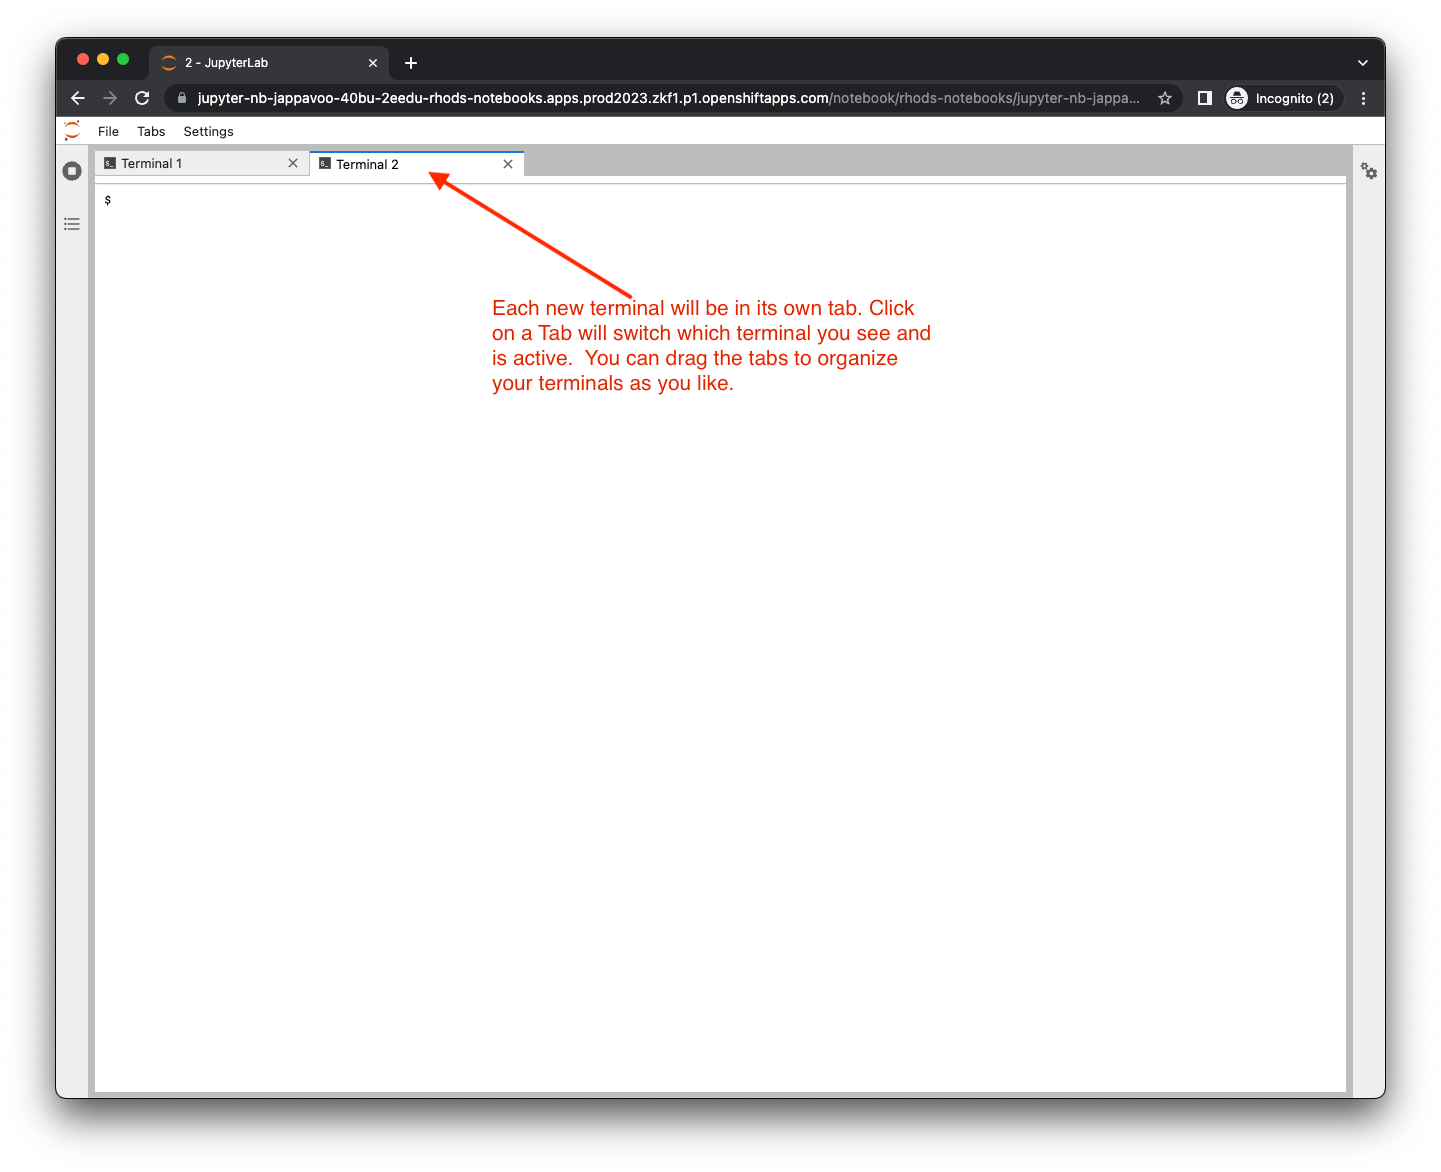 2 - JupyterLab
jupyter-nb-jappavoo-40bu-2eedu-rhods-notebooks.apps.prod2023.zkf1.p1.openshiftapps.com/notebook/rhods-notebooks/jupyter-nb-jappa...
Incognito (2)
File Tabs Settings
Terminal 1
Terminal 2
$
Each new terminal will be in its own tab. Click
on a Tab will switch which terminal you see and
is active.  You can drag the tabs to organize
your terminals as you like.